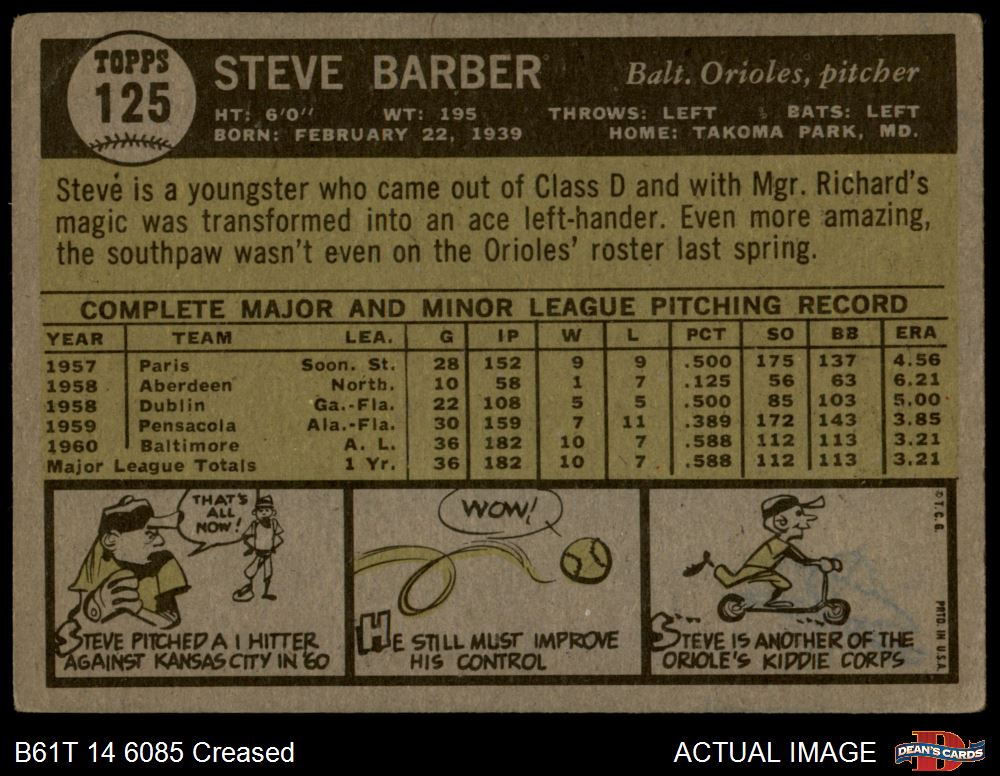 TOPPS
125
STEVE BARBER
Balt. Orioles, pitcher
HT: 6'0" WT: 195 THROWS: LEFT BATS: LEFT
BORN: FEBRUARY 22, 1939 HOME: TAKOMA PARK, MD.
Steve is a youngster who came out of Class D and with Mgr. Richard's
magic was transformed into an ace left-hander. Even more amazing,
the southpaw wasn't even on the Orioles' roster last spring.
COMPLETE MAJOR AND MINOR LEAGUE PITCHING RECORD
YEAR TEAM LEA. G IP W L PCT SO BB ERA
1957 Paris Soon. St. 28 152 9 9 .500 175 137 4.56
1958 Aberdeen North. 10 58 1 7 .125 56 63 6.21
1958 Dublin Ga.-Fla. 22 108 5 5 .500 85 103 5.00
1959 Pensacola Ala.-Fla. 30 159 7 11 .389 172 143 3.85
1960 Baltimore A. L. 36 182 10 7 .588 112 113 3.21
Major League Totals 1 Yr. 36 182 10 7 .588 112 113 3.21
THAT'S
ALL
NOW!
STEVE PITCHED A 1 HITTER
AGAINST KANSAS CITY IN '60
WOW!
HE STILL MUST IMPROVE
HIS CONTROL
STEVE IS ANOTHER OF THE
ORIOLE'S KIDDIE CORPS
© T. C. G.
PRTD. IN U.S.A.
B61T 14 6085 Creased
ACTUAL IMAGE
DEAN'S CARDS